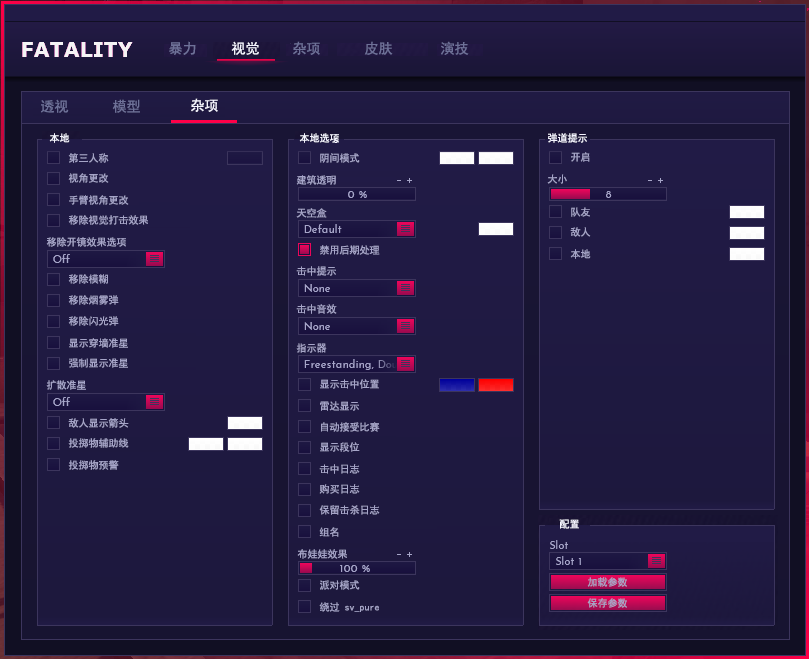 FATALITY
暴力
视觉
杂项
皮肤
演技
透视
模型
杂项
本地
第三人称
视角更改
手臂视角更改
移除视觉打击效果
移除开镜效果选项
Off
移除模糊
移除烟雾弹
移除闪光弹
显示穿墙准星
强制显示准星
扩散准星
Off
敌人显示箭头
投掷物辅助线
投掷物预警
本地选项
阴间模式
建筑透明 - +
0 %
天空盒
Default
禁用后期处理
击中提示
None
击中音效
None
指示器
Freestanding, Dou
显示击中位置
雷达显示
自动接受比赛
显示段位
击中日志
购买日志
保留击杀日志
组名
布娃娃效果 - +
100 %
派对模式
绕过 sv_pure
弹道提示
开启
大小 - +
8
队友
敌人
本地
配置
Slot
Slot 1
加载参数
保存参数